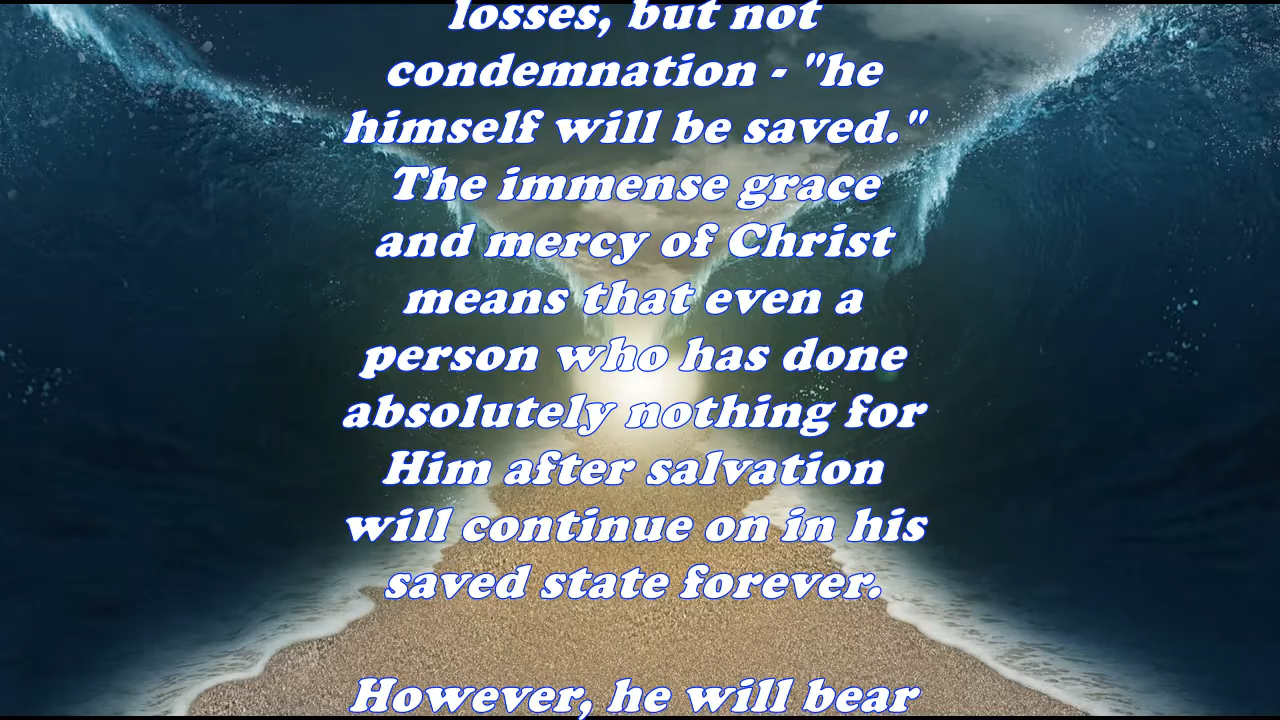 losses, but not
condemnation - "he
himself will be saved."
The immense grace
and mercy of Christ
means that even a
person who has done
absolutely nothing for
Him after salvation
will continue on in his
saved state forever.
However, he will bear